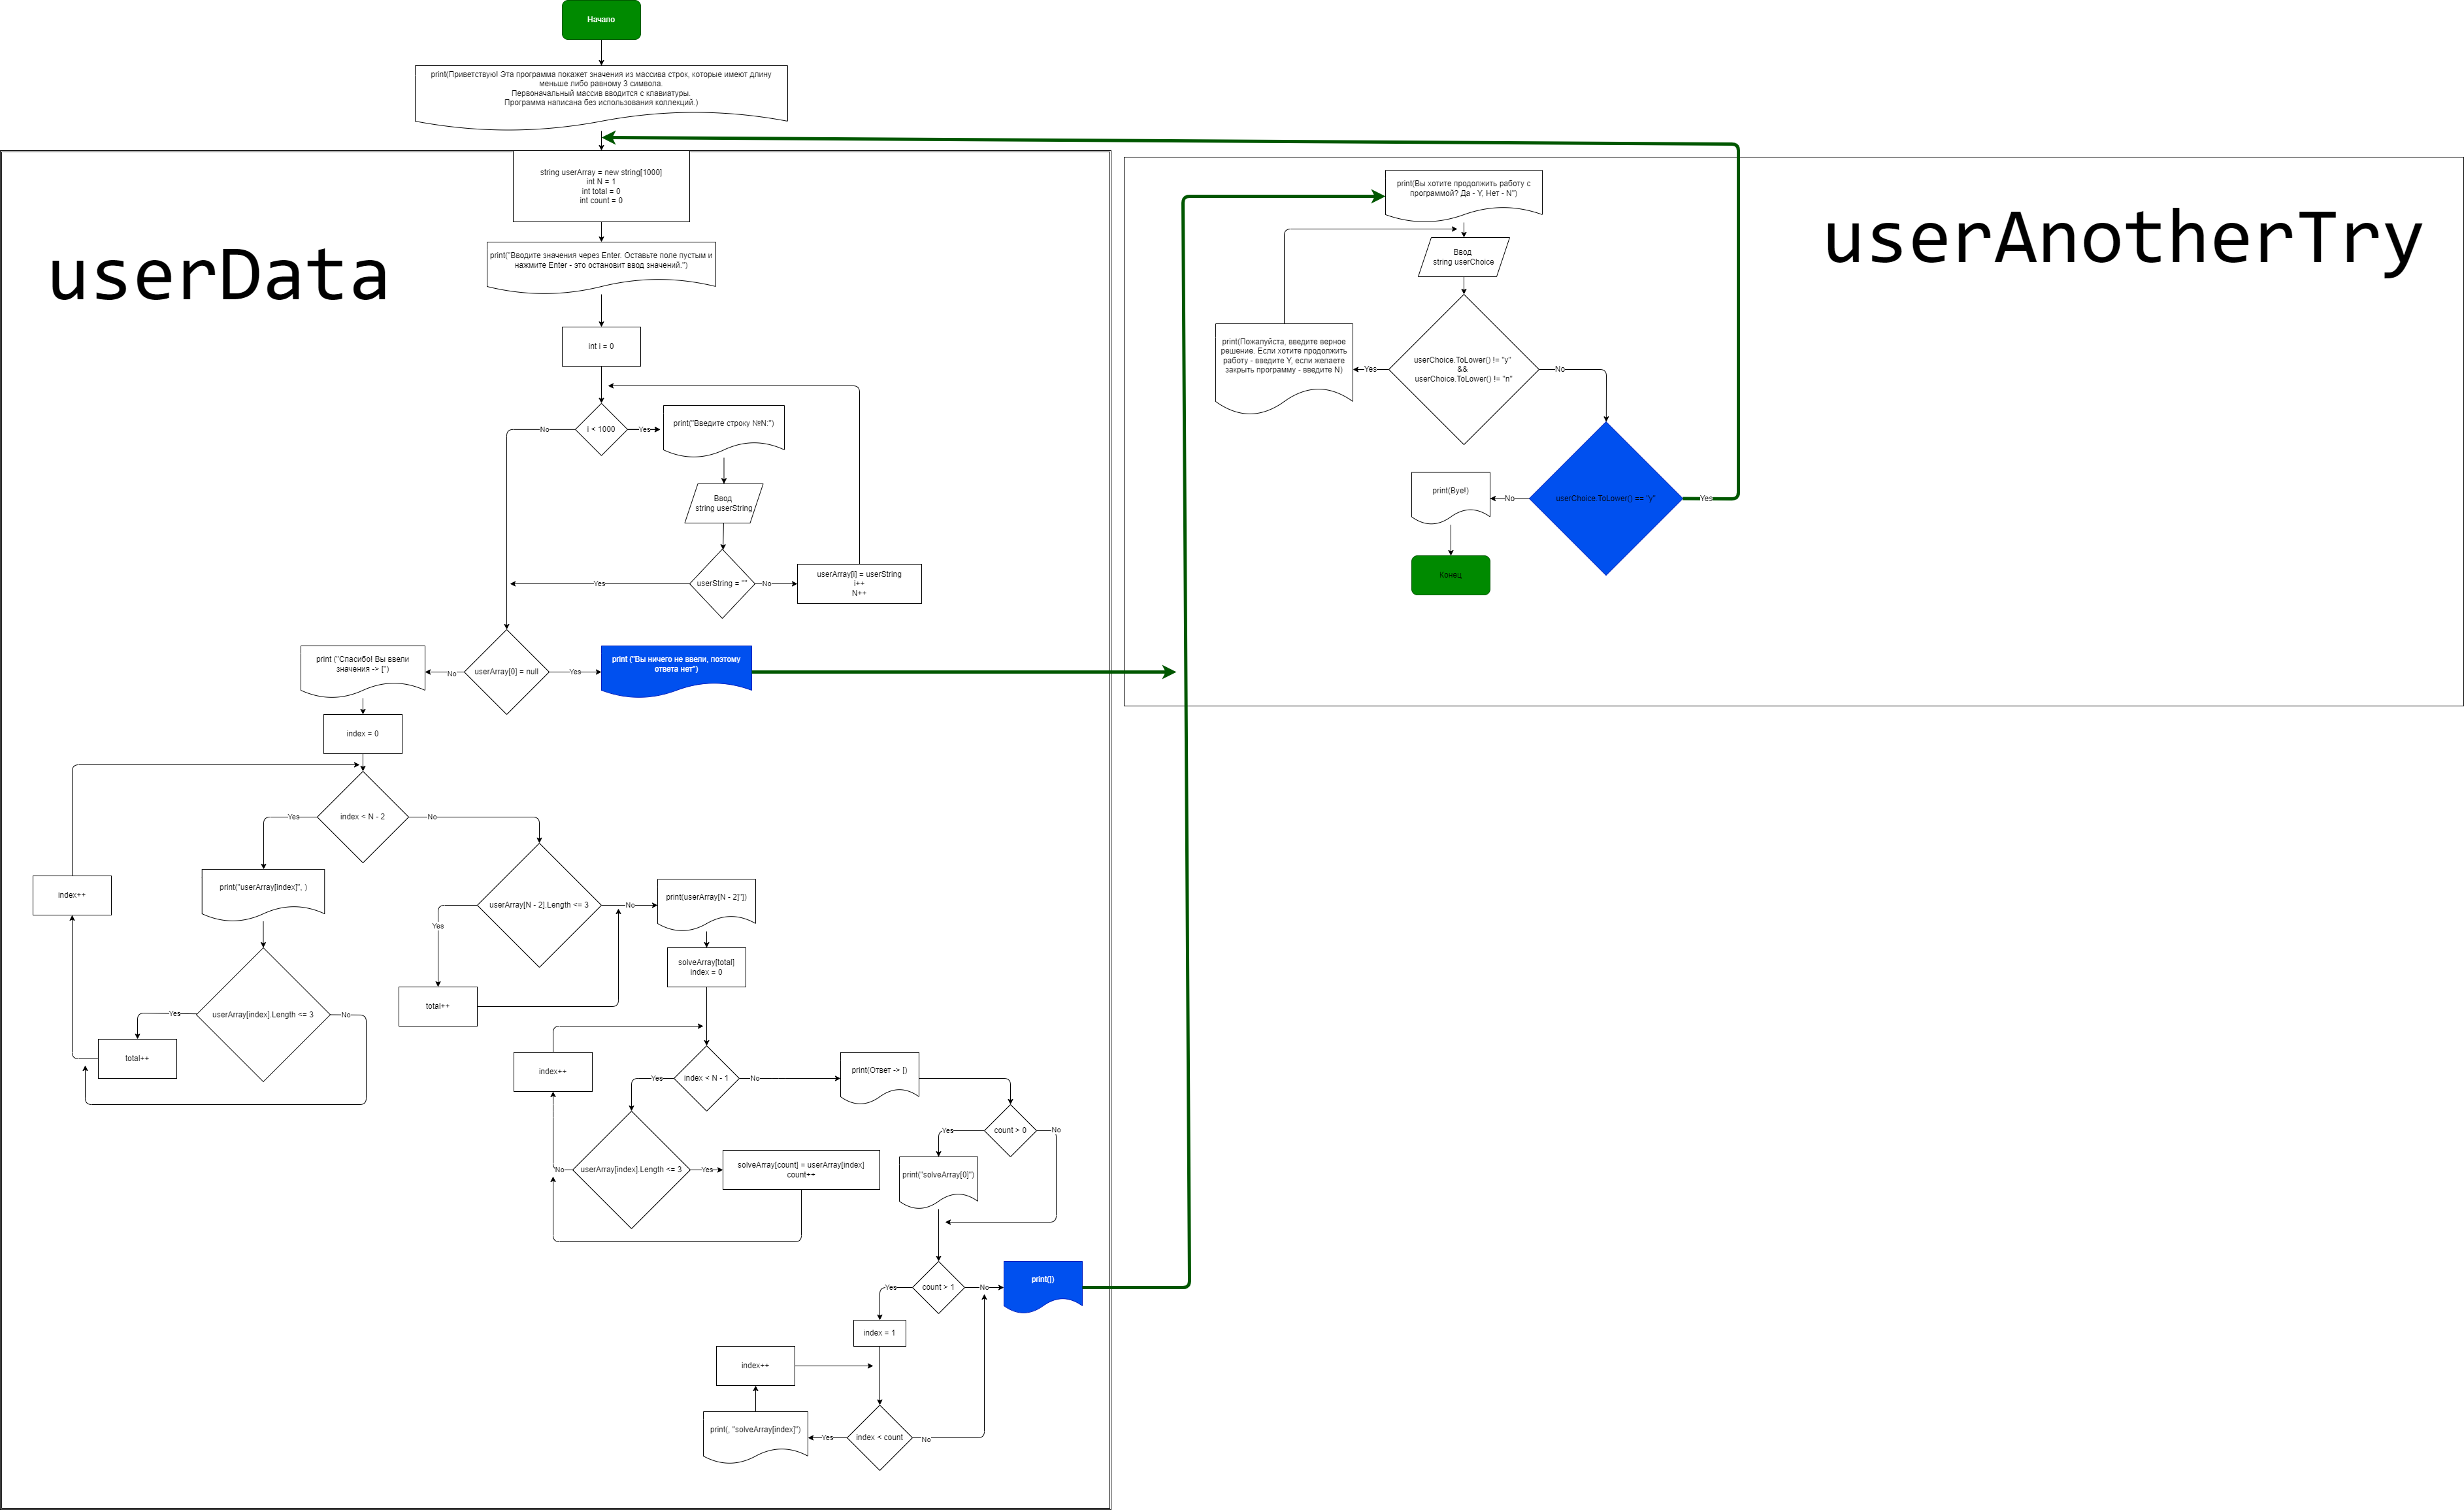 Начало
print(Приветствую! Эта программа покажет значения из массива строк, которые имеют длину
меньше либо равному 3 символа.
Первоначальный массив вводится с клавиатуры.
Программа написана без использования коллекций.)
userData
string userArray = new string[1000]
int N = 1
int total = 0
int count = 0
print("Вводите значения через Enter. Оставьте поле пустым и
нажмите Enter - это остановит ввод значений.")
int i = 0
i < 1000
No
Yes
print("Введите строку №N:")
Ввод
string userString
userString = ""
Yes
No
userArray[i] = userString
i++
N++
userArray[0] = null
No
Yes
print ("Спасибо! Вы ввели
значения -> [")
print ("Вы ничего не ввели, поэтому
ответа нет")
index = 0
index < N - 2
Yes
No
index++
print("userArray[index]", )
userArray[index].Length <= 3
Yes
No
total++
userArray[N - 2].Length <= 3
Yes
No
total++
print(userArray[N - 2]"])
solveArray[total]
index = 0
index < N - 1
Yes
No
index++
userArray[index].Length <= 3
No
Yes
solveArray[count] = userArray[index]
count++
print(Ответ -> [)
count > 0
Yes
No
print("solveArray[0]")
count > 1
Yes
No
print(])
index = 1
index++
print(, "solveArray[index]")
index < count
Yes
No
userAnotherTry
print(Вы хотите продолжить работу с
программой? Да - Y, Нет - N")
Ввод
string userChoice
print(Пожалуйста, введите верное
решение. Если хотите продолжить
работу - введите Y, если желаете
закрыть программу - введите N)
userChoice.ToLower() != "y"
&&
userChoice.ToLower() != "n"
Yes
No
userChoice.ToLower() == "y"
No
Yes
print(Bye!)
Конец